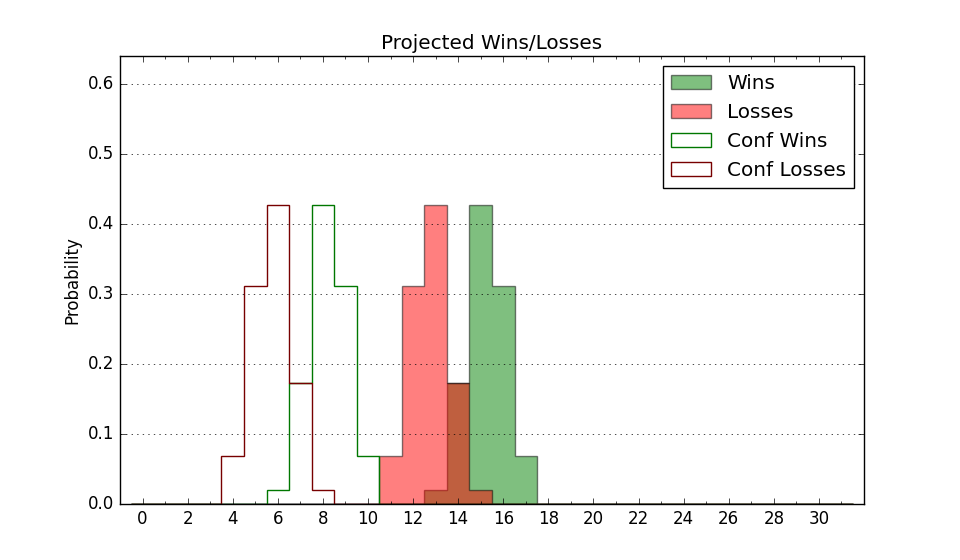 Projected Wins/Losses
Wins
Losses
Conf Wins
Conf Losses
Probability
0.6
0.5
0.4
0.3
0.2
0.1
0.0
0 2 4 6 8 10 12 14 16 18 20 22 24 26 28 30